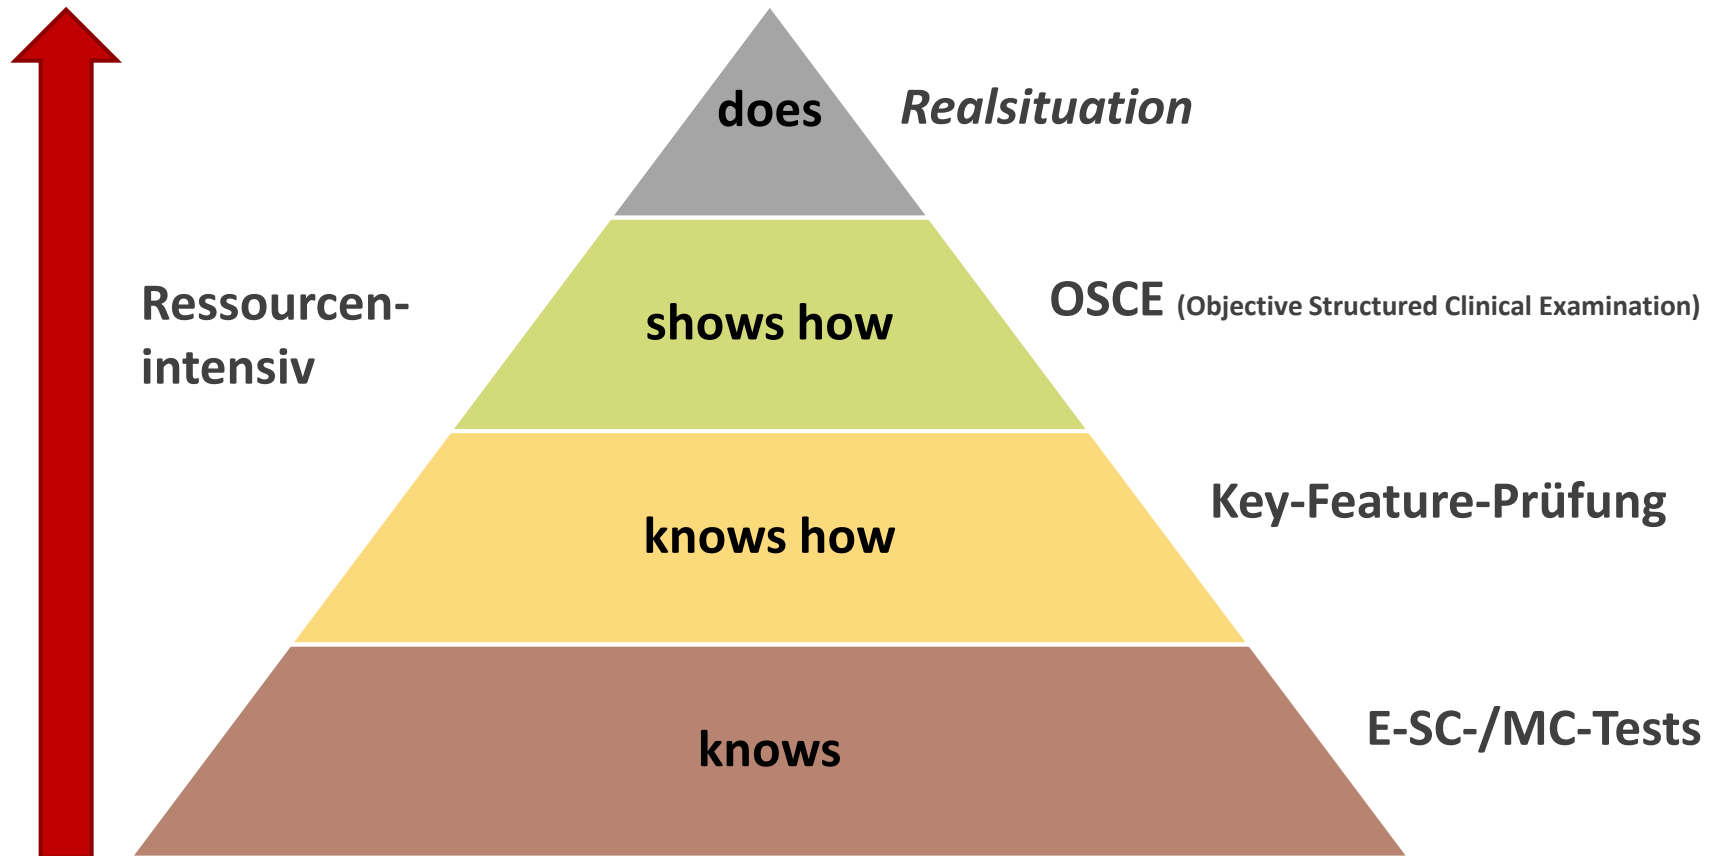 does
Realsituation
Ressourcen-
intensiv
shows how
OSCE (Objective Structured Clinical Examination)
knows how
Key-Feature-Prüfung
knows
E-SC-/MC-Tests